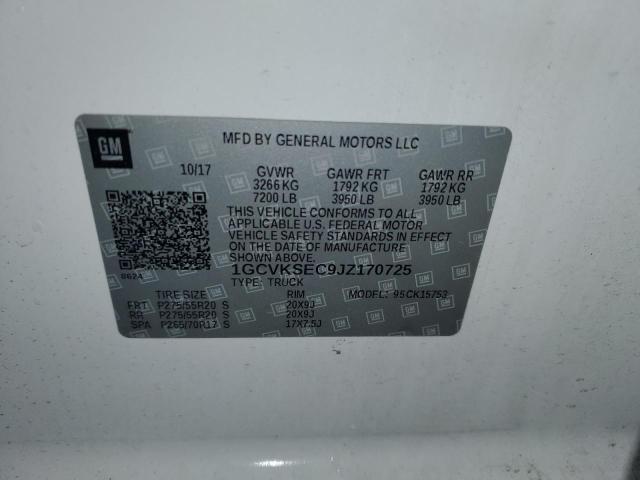 GM
MFD BY GENERAL MOTORS LLC
10/17 GVWR GAWR FRT GAWR RR
3266 KG 1792 KG 1792 KG
7200 LB 3950 LB 3950 LB
THIS VEHICLE CONFORMS TO ALL
APPLICABLE U.S. FEDERAL MOTOR
VEHICLE SAFETY STANDARDS IN EFFECT
ON THE DATE OF MANUFACTURE SHOWN ABOVE.
8624 1GCVKSEC9JZ170725
TYPE: TRUCK
TIRE SIZE RIM MODEL: 95CK15753
FRT P275/55R20 S 20X9J
RR P275/55R20 S 20X9J
SPA P265/70R17 S 17X7.5J